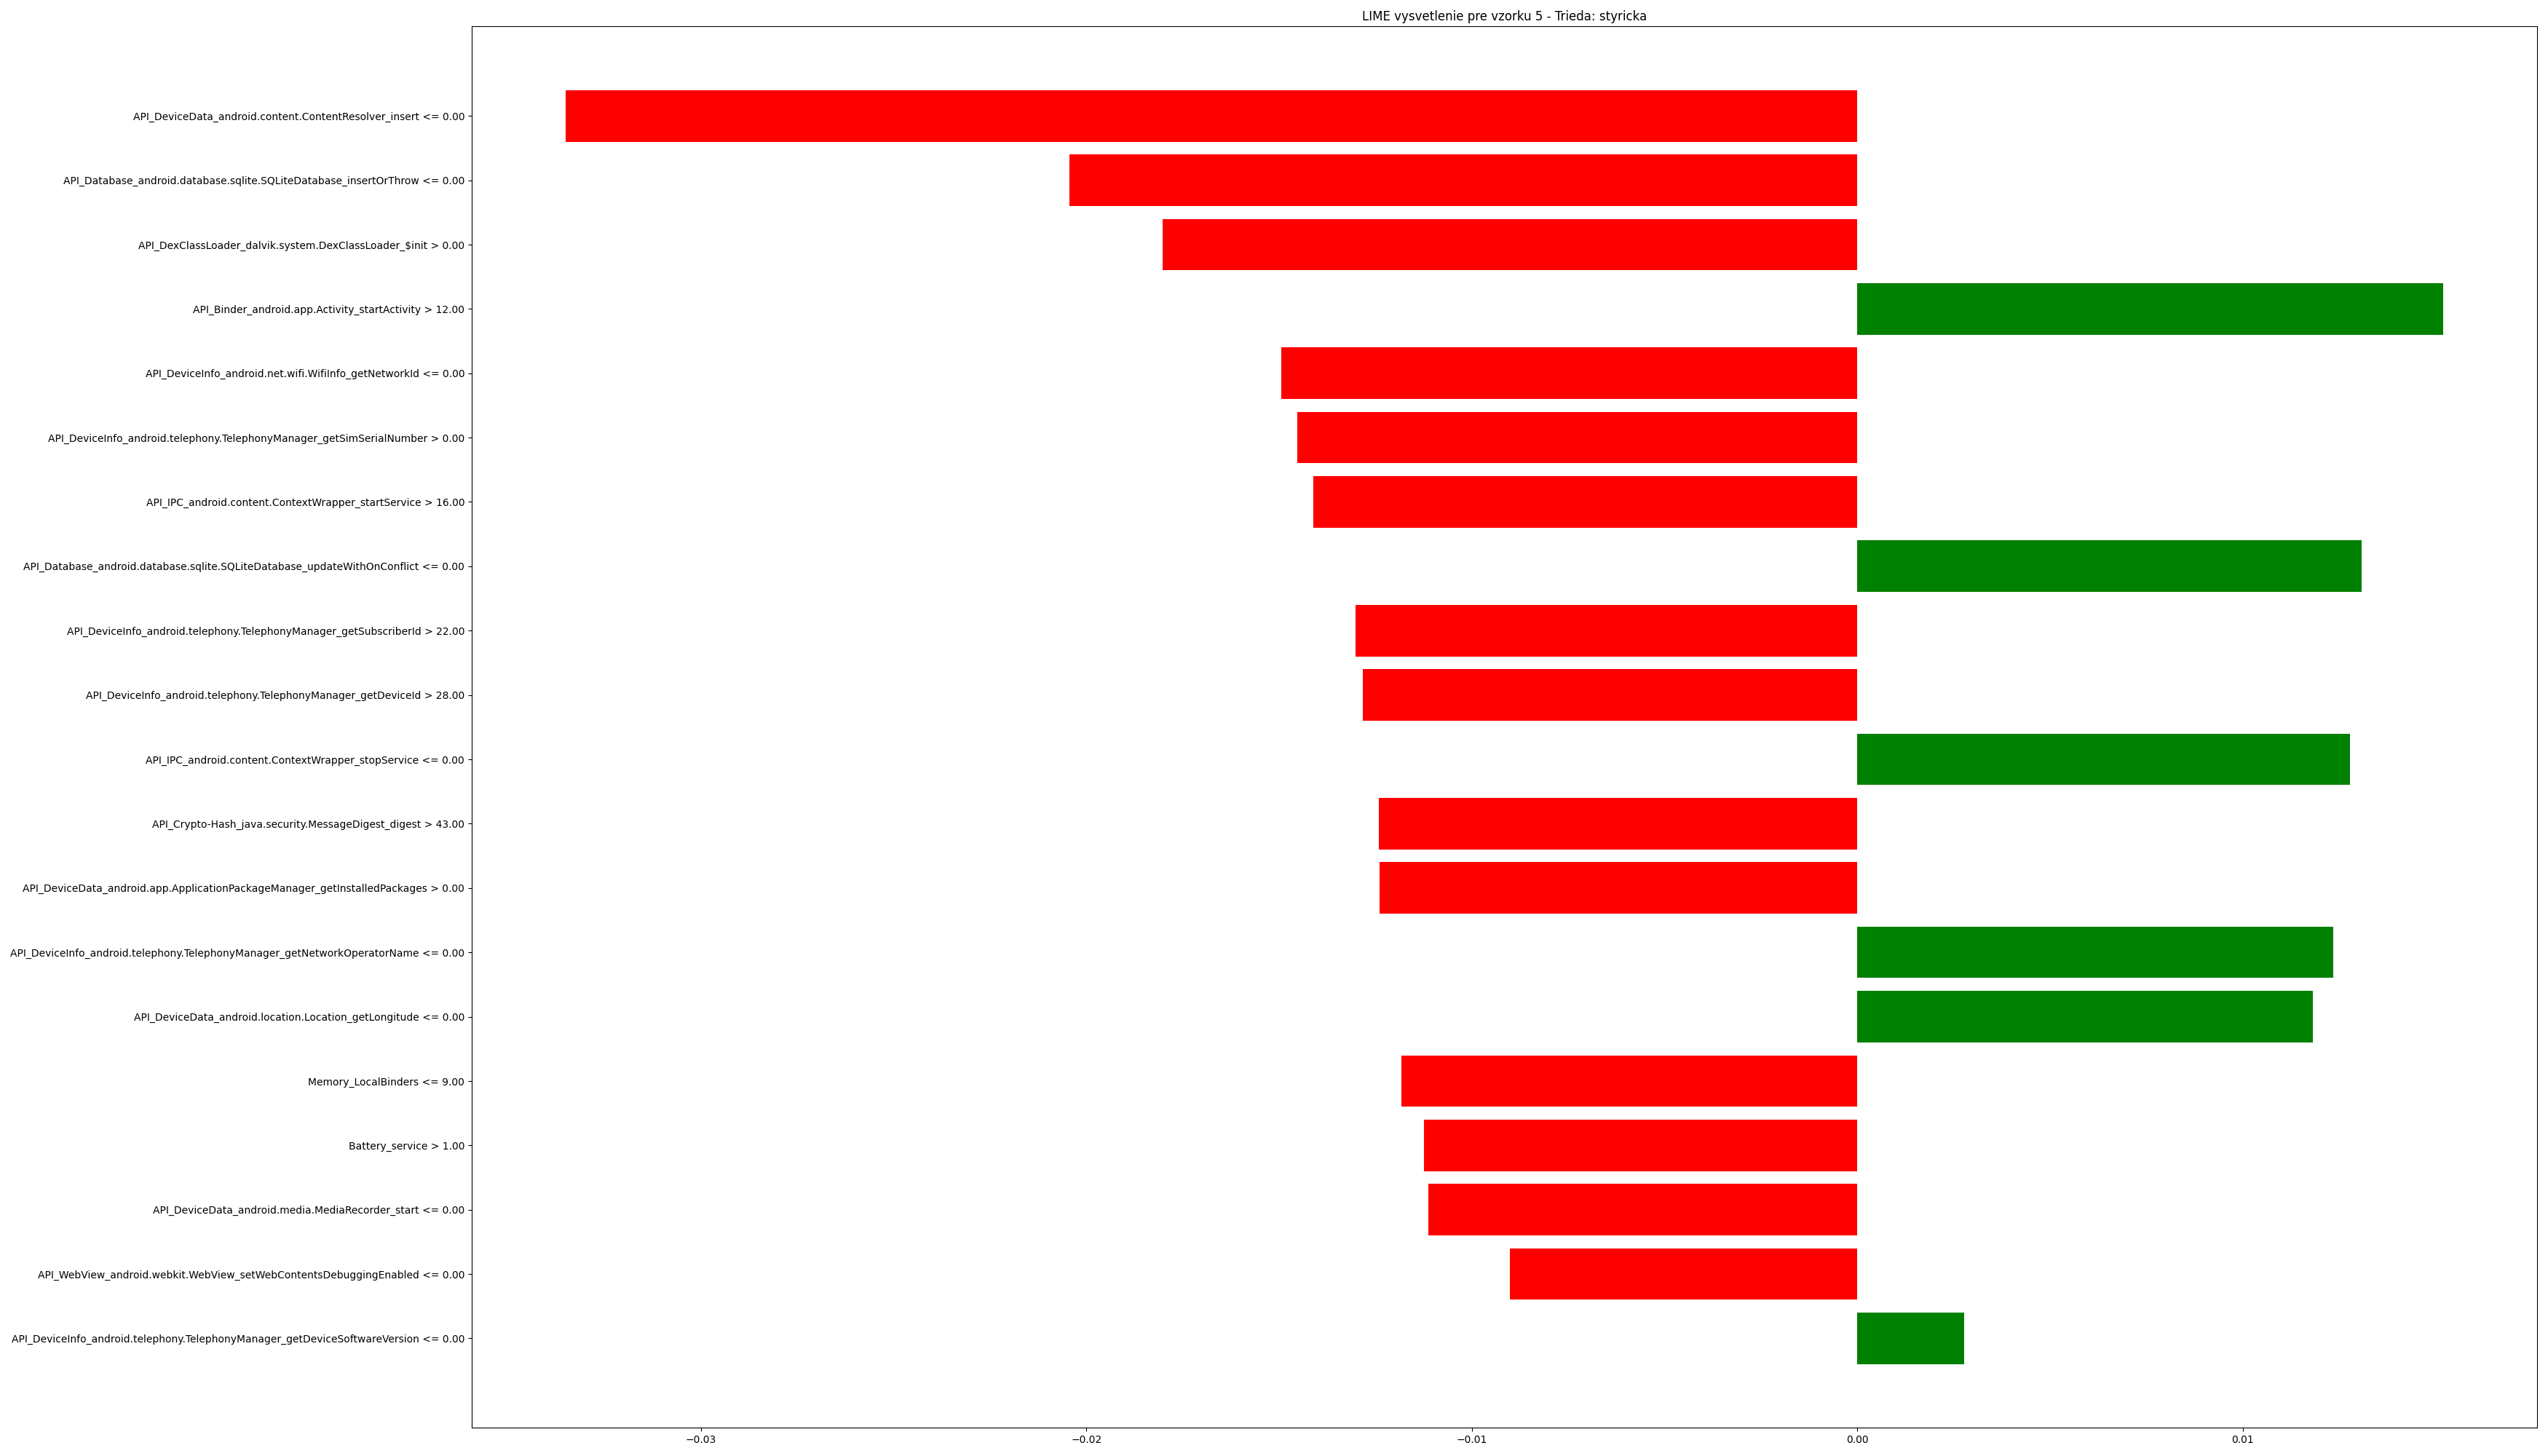 LIME vysvetlenie pre vzorku 5 - Trieda: styricka
API_DeviceData_android.content.ContentResolver_insert <= 0.00
API_Database_android.database.sqlite.SQLiteDatabase_insertOrThrow <= 0.00
API_DexClassLoader_dalvik.system.DexClassLoader_$init > 0.00
API_Binder_android.app.Activity_startActivity > 12.00
API_DeviceInfo_android.net.wifi.WifiInfo_getNetworkId <= 0.00
API_DeviceInfo_android.telephony.TelephonyManager_getSimSerialNumber > 0.00
API_IPC_android.content.ContextWrapper_startService > 16.00
API_Database_android.database.sqlite.SQLiteDatabase_updateWithOnConflict <= 0.00
API_DeviceInfo_android.telephony.TelephonyManager_getSubscriberId > 22.00
API_DeviceInfo_android.telephony.TelephonyManager_getDeviceId > 28.00
API_IPC_android.content.ContextWrapper_stopService <= 0.00
API_Crypto-Hash_java.security.MessageDigest_digest > 43.00
API_DeviceData_android.app.ApplicationPackageManager_getInstalledPackages > 0.00
API_DeviceInfo_android.telephony.TelephonyManager_getNetworkOperatorName <= 0.00
API_DeviceData_android.location.Location_getLongitude <= 0.00
Memory_LocalBinders <= 9.00
Battery_service > 1.00
API_DeviceData_android.media.MediaRecorder_start <= 0.00
API_WebView_android.webkit.WebView_setWebContentsDebuggingEnabled <= 0.00
API_DeviceInfo_android.telephony.TelephonyManager_getDeviceSoftwareVersion <= 0.00
−0.03 −0.02 −0.01 0.00 0.01